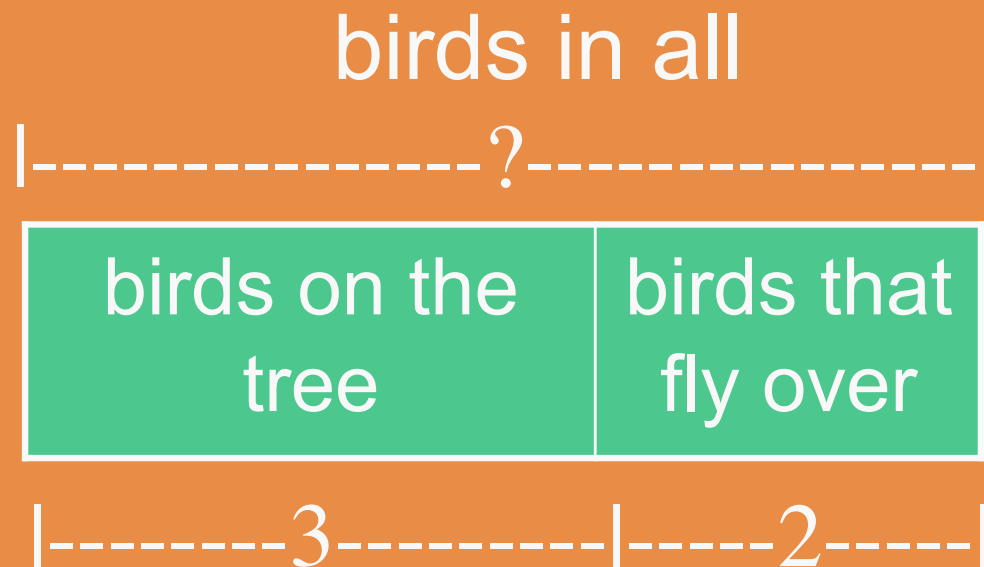 birds in all
|---------------?---------------|
birds on the birds that
tree fly over
|--------3---------|-----2-----|